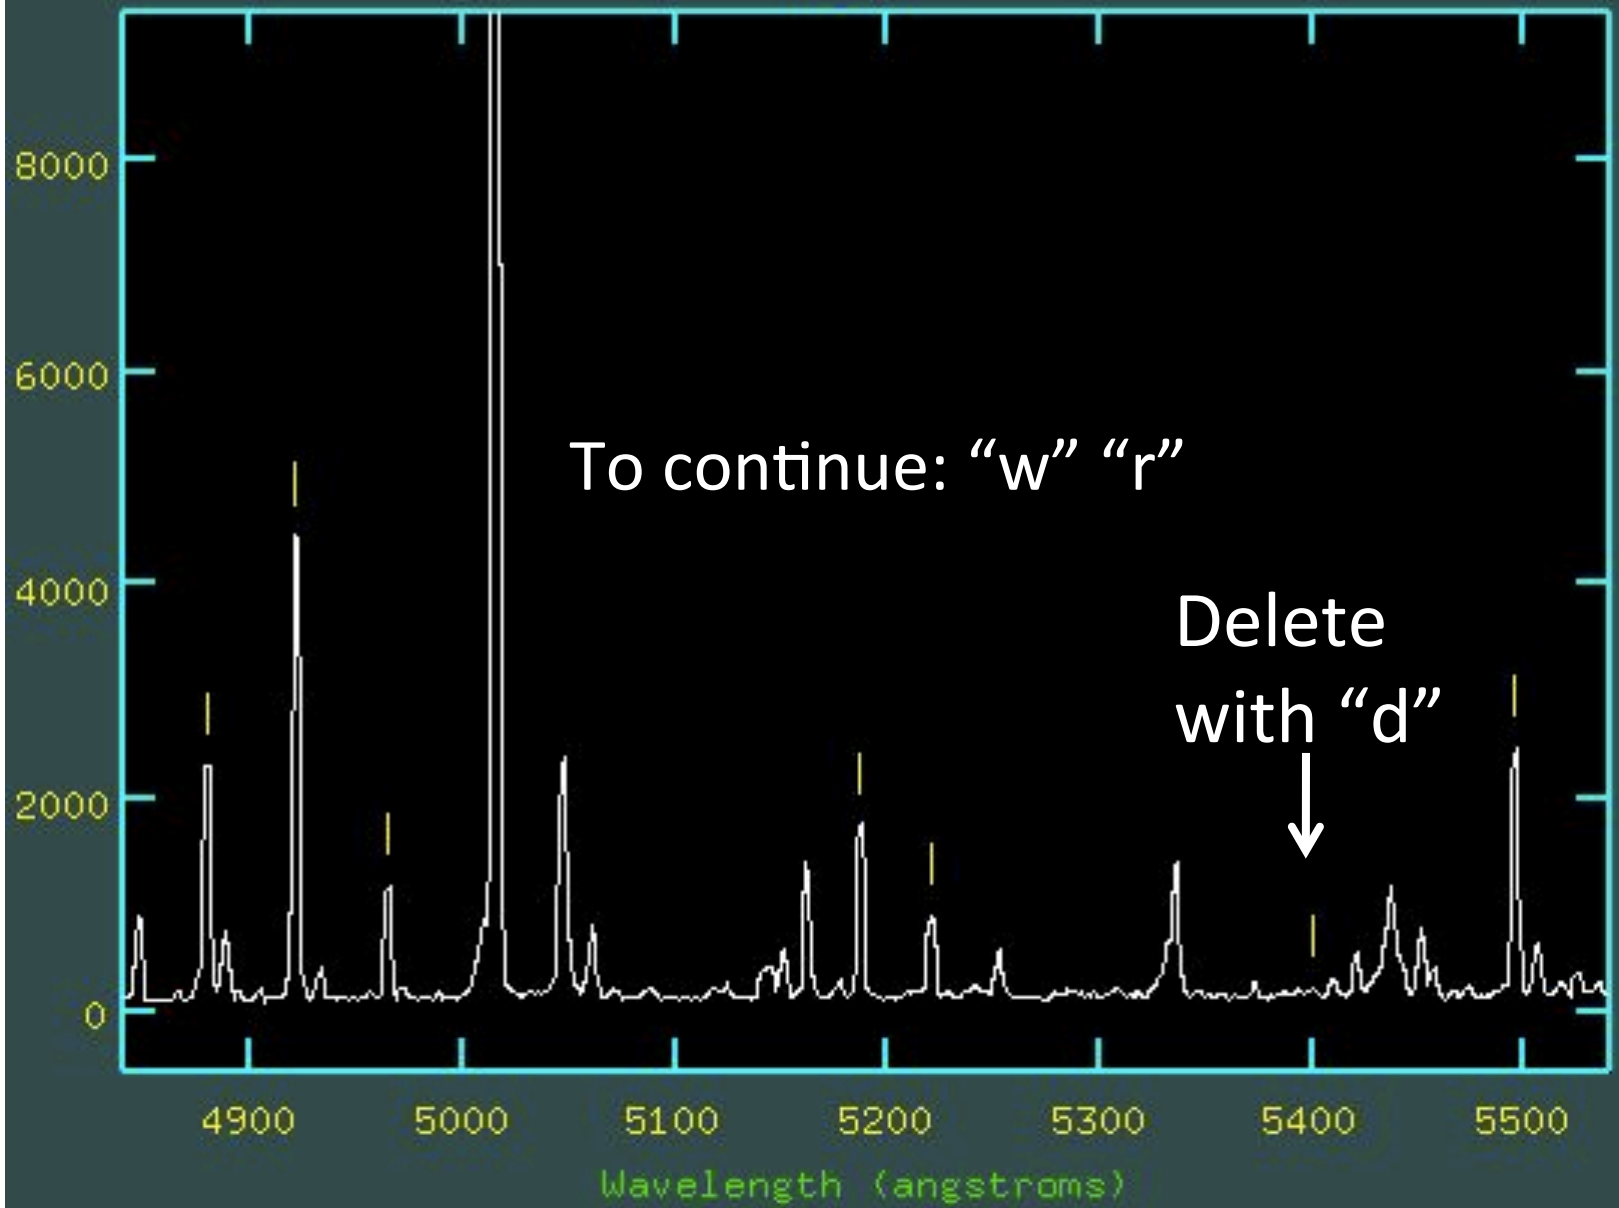 8000
6000
To continue: “w” “r”
4000
Delete
with “d”
2000
0
4900 5000 5100 5200 5300 5400 5500
Wavelength (angstroms)